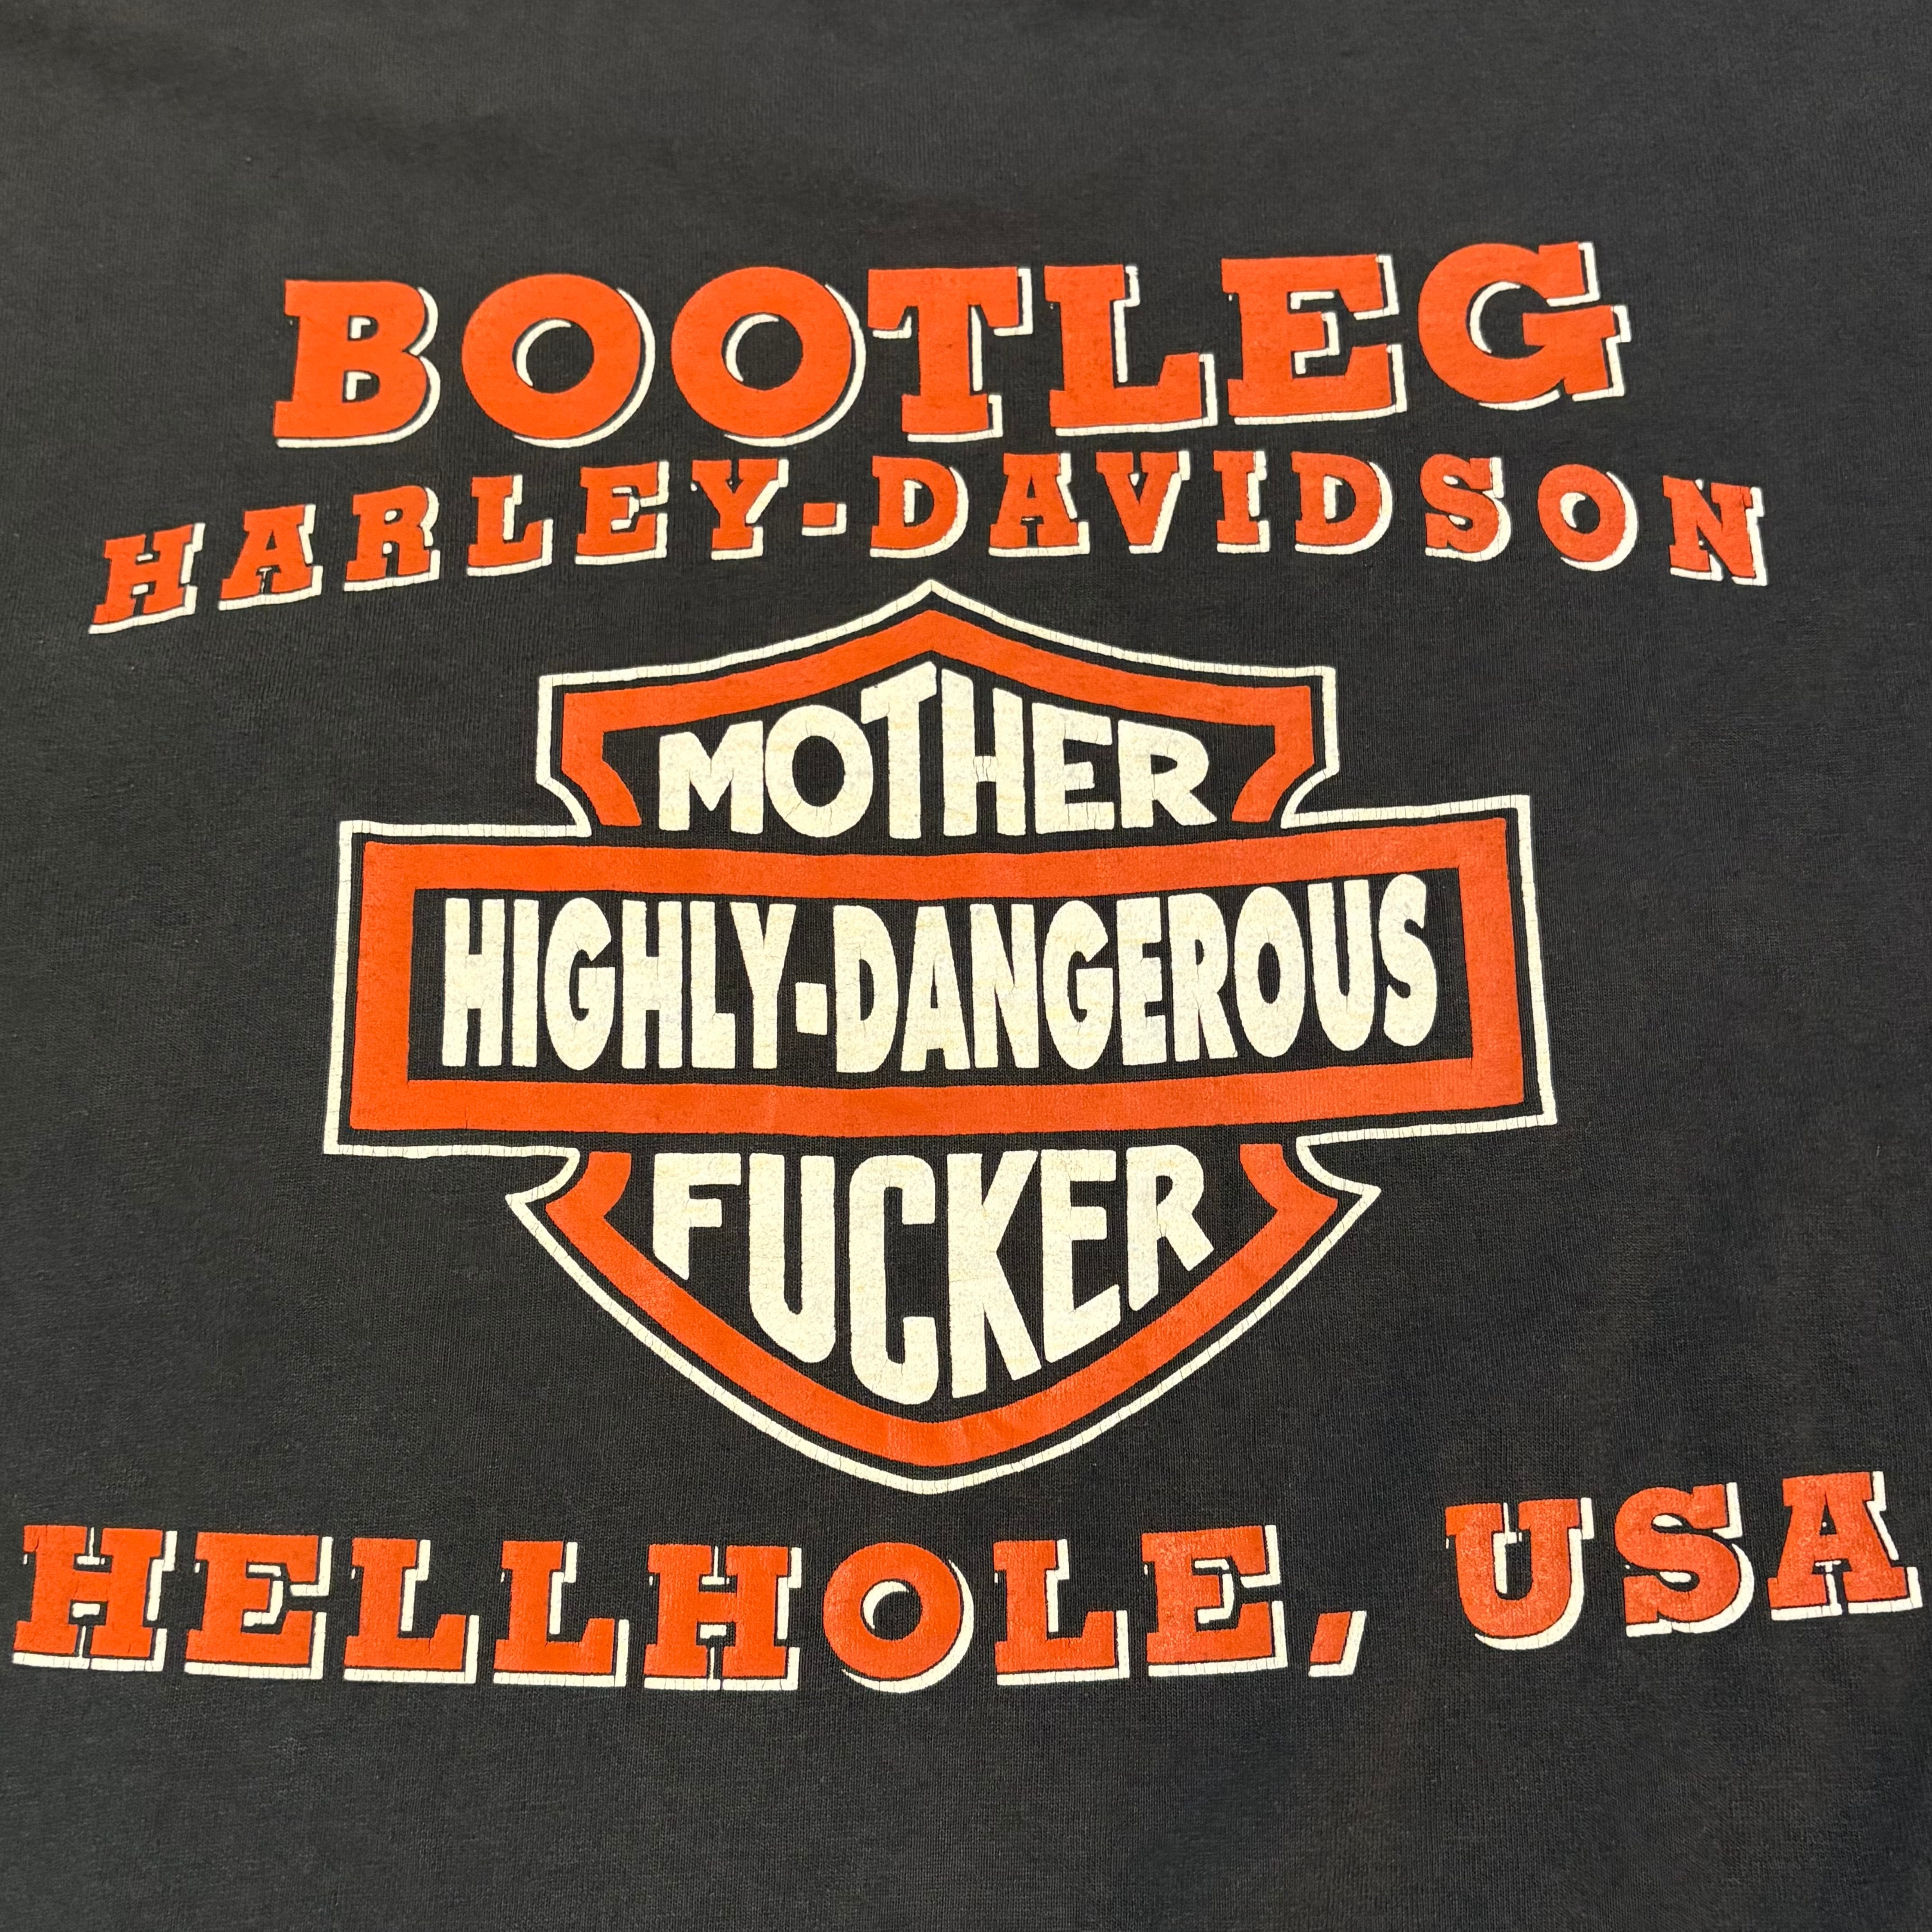 BOOTLEG
HARLEY-DAVIDSON
MOTHER
HIGHLY-DANGEROUS
FUCKER
HELLHOLE, USA